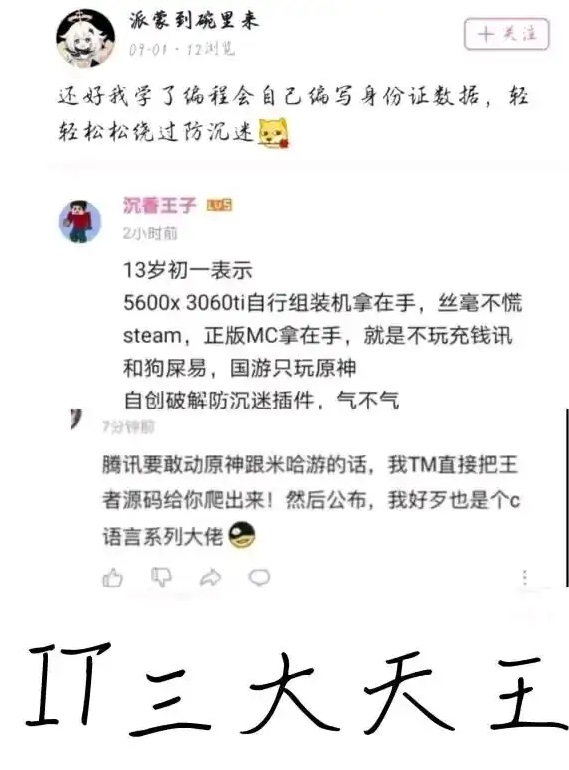 派蒙到碗里来
09-01 · 12浏览
+ 关注
还好我学了编程会自己编写身份证数据，轻
轻松松绕过防沉迷
沉香王子 LV5
2小时前
13岁初一表示
5600x 3060ti自行组装机拿在手，丝毫不慌
steam，正版MC拿在手，就是不玩充钱讯
和狗屎易，国游只玩原神
自创破解防沉迷插件，气不气
7分钟前
腾讯要敢动原神跟米哈游的话，我TM直接把王
者源码给你爬出来！然后公布，我好歹也是个c
语言系列大佬
IT三大天王